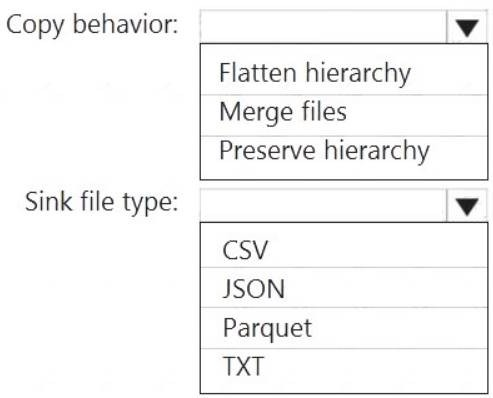 Copy behavior:
Flatten hierarchy
Merge files
Preserve hierarchy
Sink file type:
CSV
JSON
Parquet
TXT